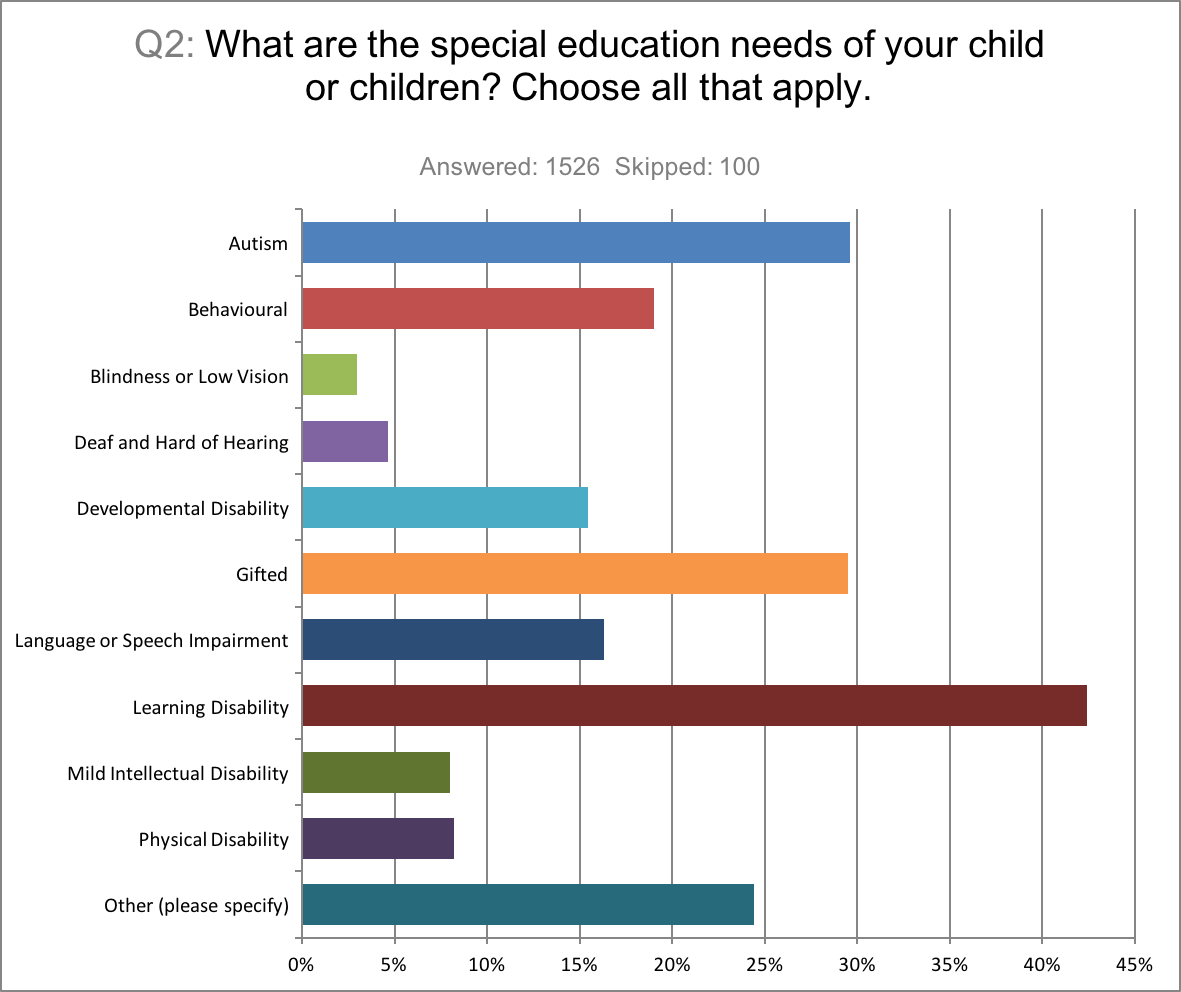 Q2: What are the special education needs of your child
or children? Choose all that apply.
Answered: 1526 Skipped: 100
Autism
Behavioural
Blindness or Low Vision
Deaf and Hard of Hearing
Developmental Disability
Gifted
Language or Speech Impairment
Learning Disability
Mild Intellectual Disability
Physical Disability
Other (please specify)
0% 5% 10% 15% 20% 25% 30% 35% 40% 45%